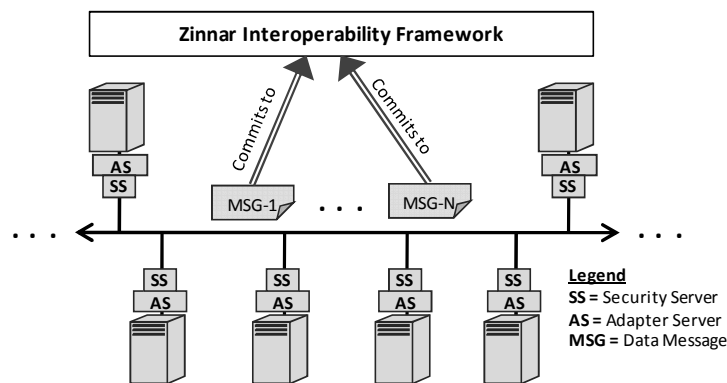 Zinnar Interoperability Framework
Commits to
Commits to
AS
SS
AS
SS
MSG-1
. . .
MSG-N
. . .
. . .
SS
AS
SS
AS
SS
AS
SS
AS
Legend
SS = Security Server
AS = Adapter Server
MSG = Data Message